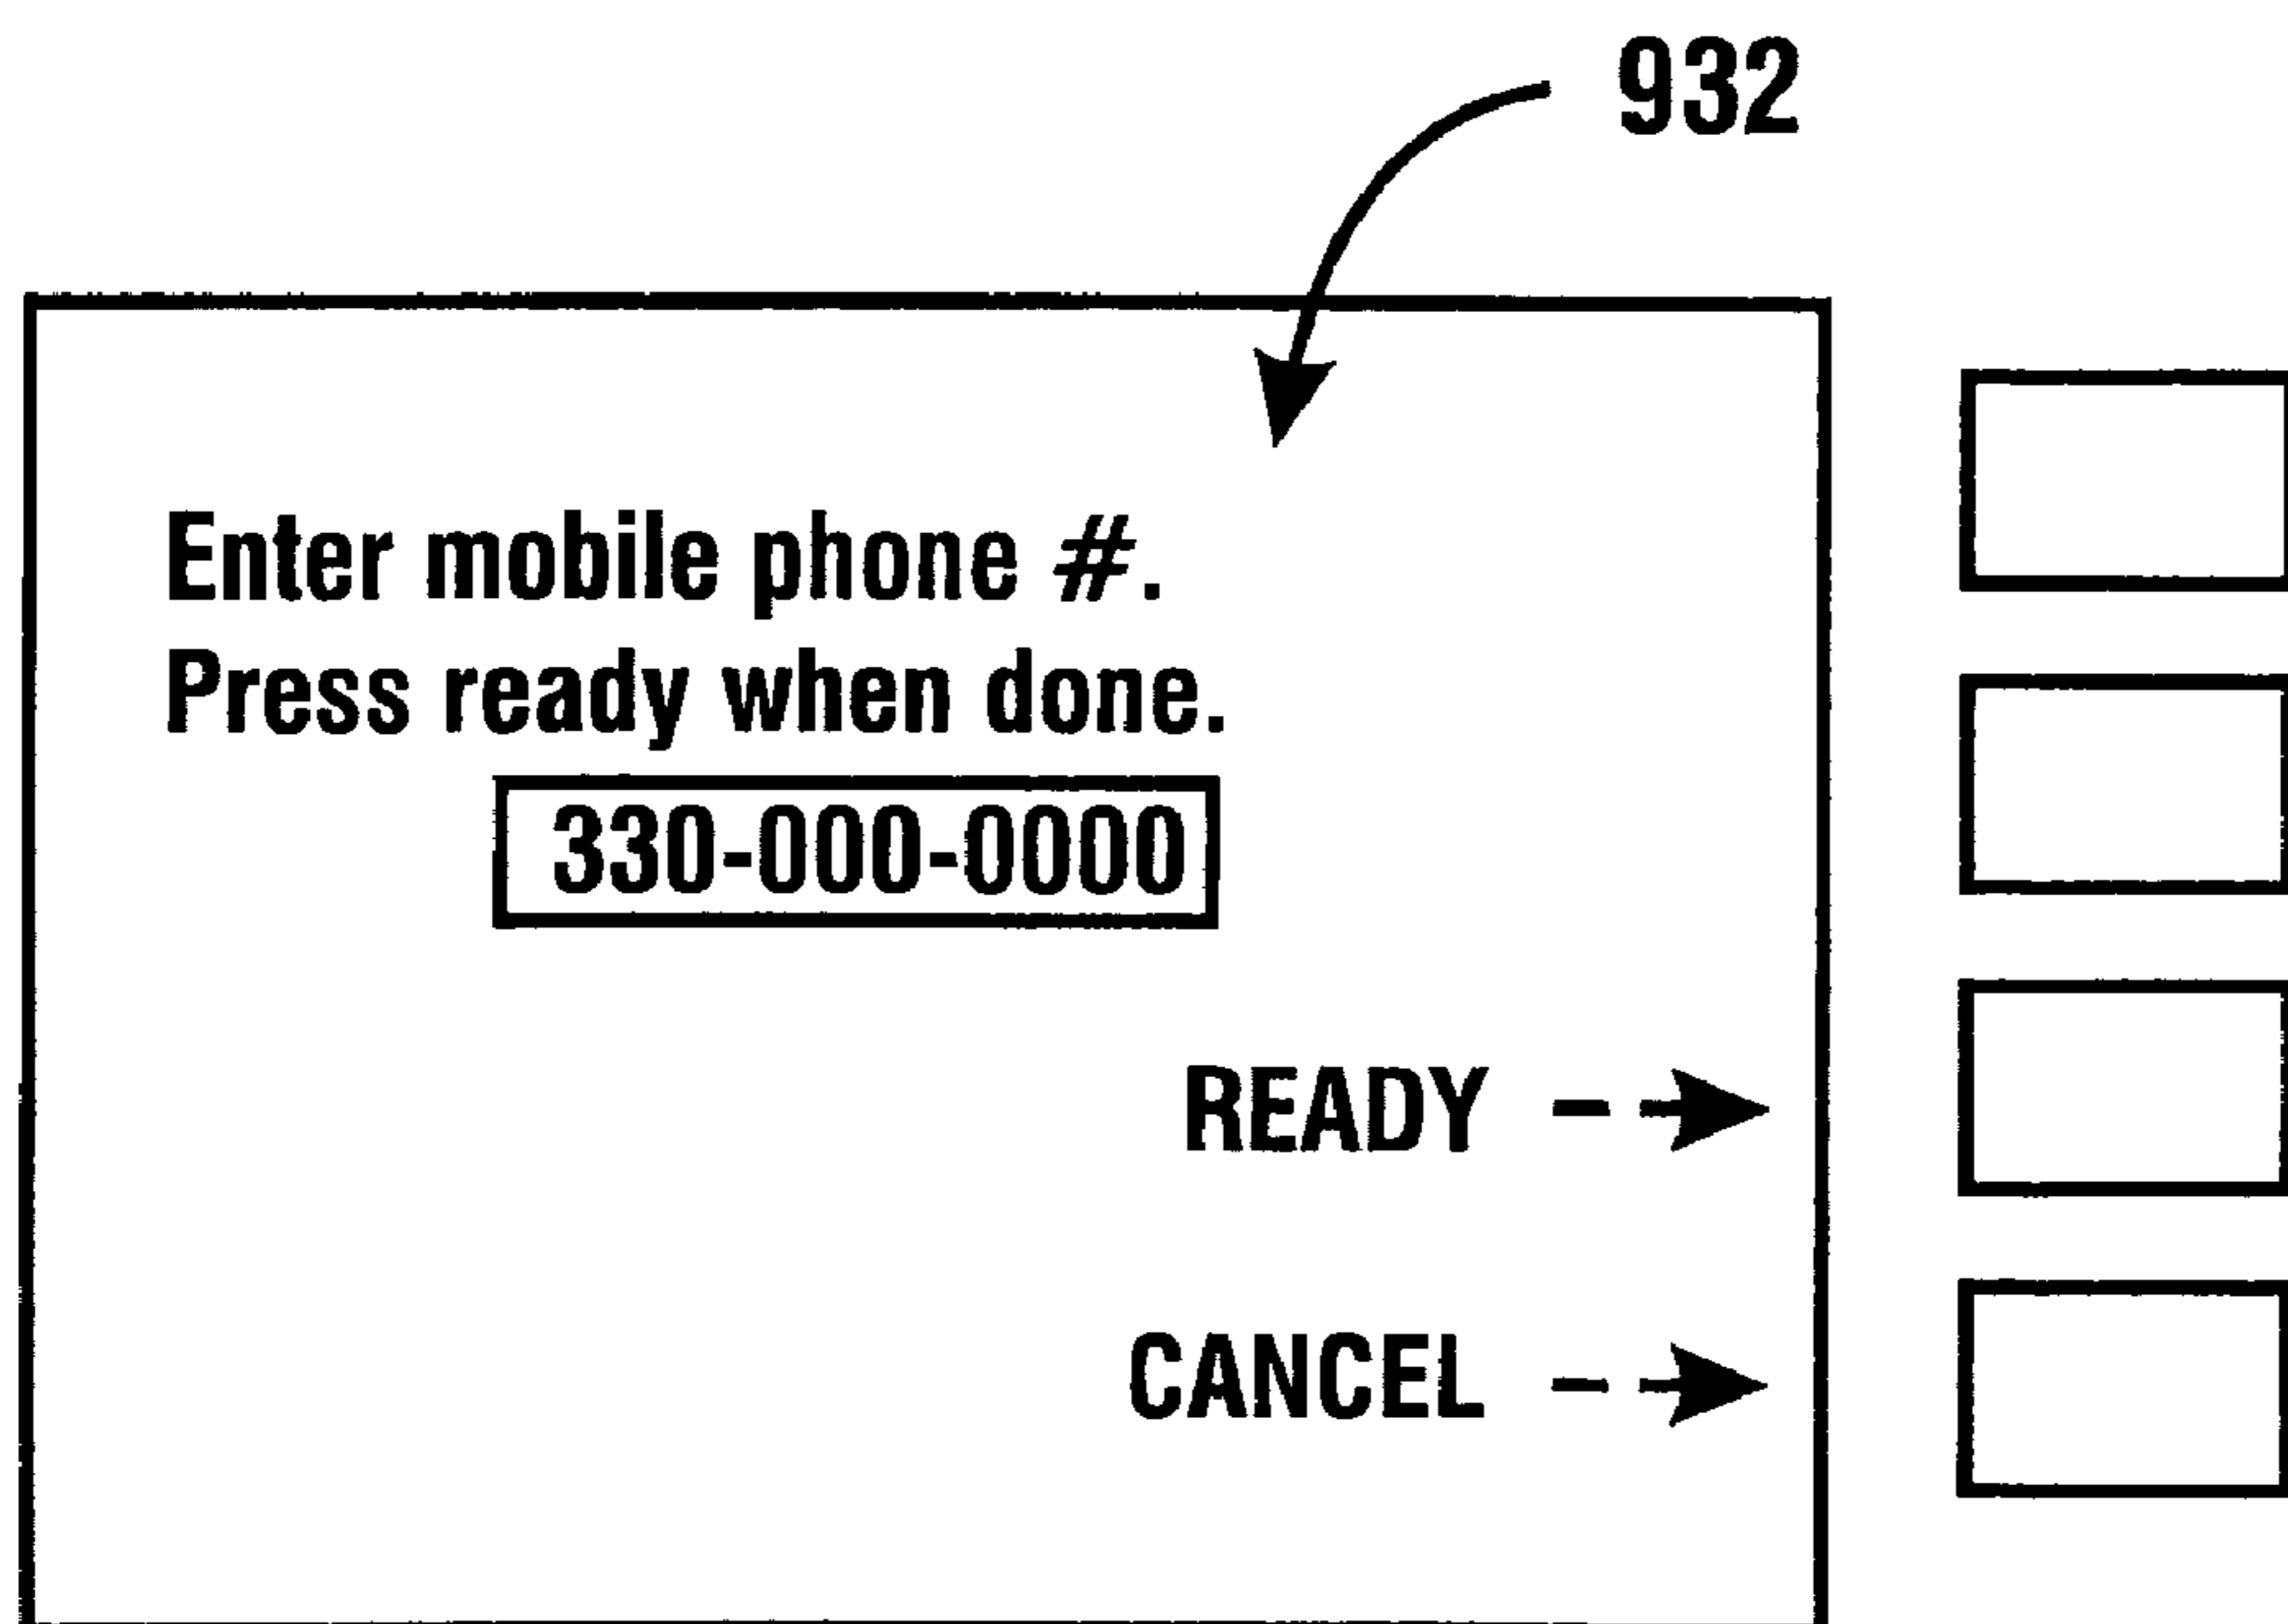 932
Enter mobile phone #.
Press ready when done.
330-000-0000
READY
CANCEL